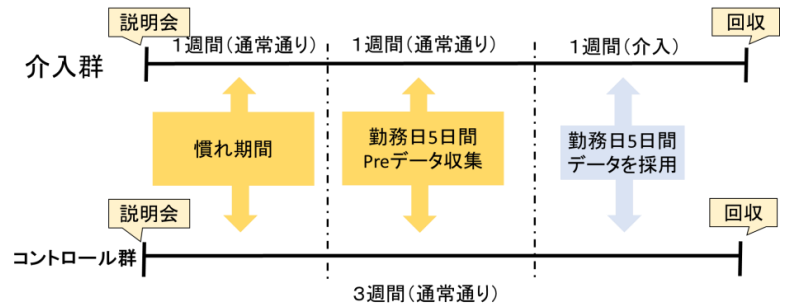 説明会
回収
1週間(通常通り)
1週間(通常通り)
1週間(介入)
介入群
慣れ期間
勤務日5日間
Preデータ収集
勤務日5日間
データを採用
説明会
回収
コントロール群
3週間(通常通り)